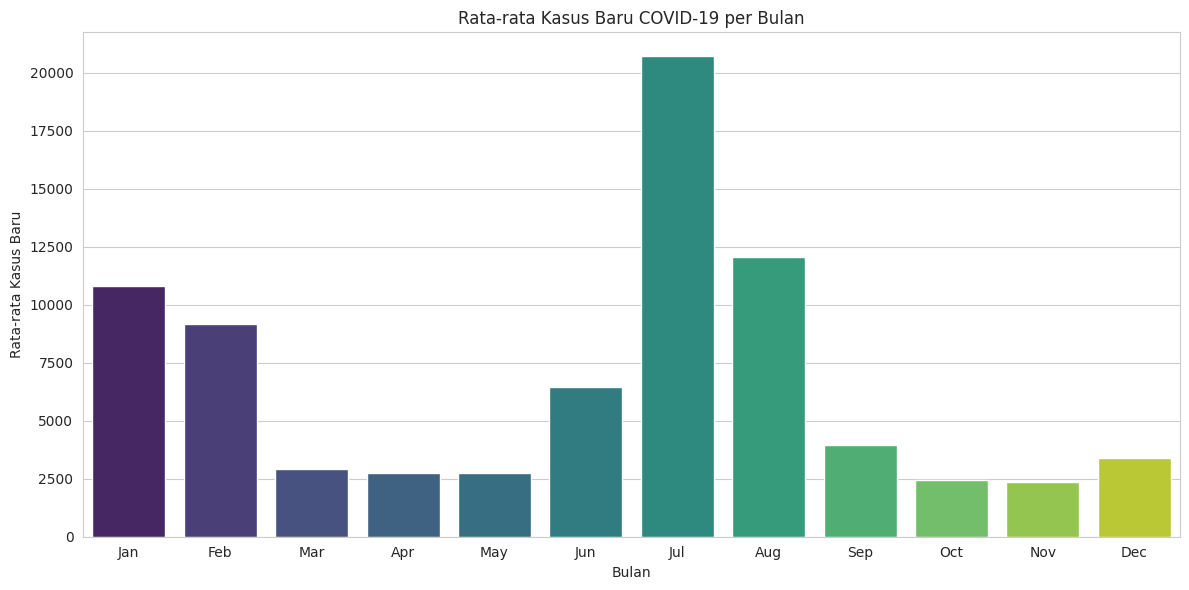 Rata-rata Kasus Baru COVID-19 per Bulan
Rata-rata Kasus Baru
20000
17500
15000
12500
10000
7500
5000
2500
0
Jan Feb Mar Apr May Jun Jul Aug Sep Oct Nov Dec
Bulan